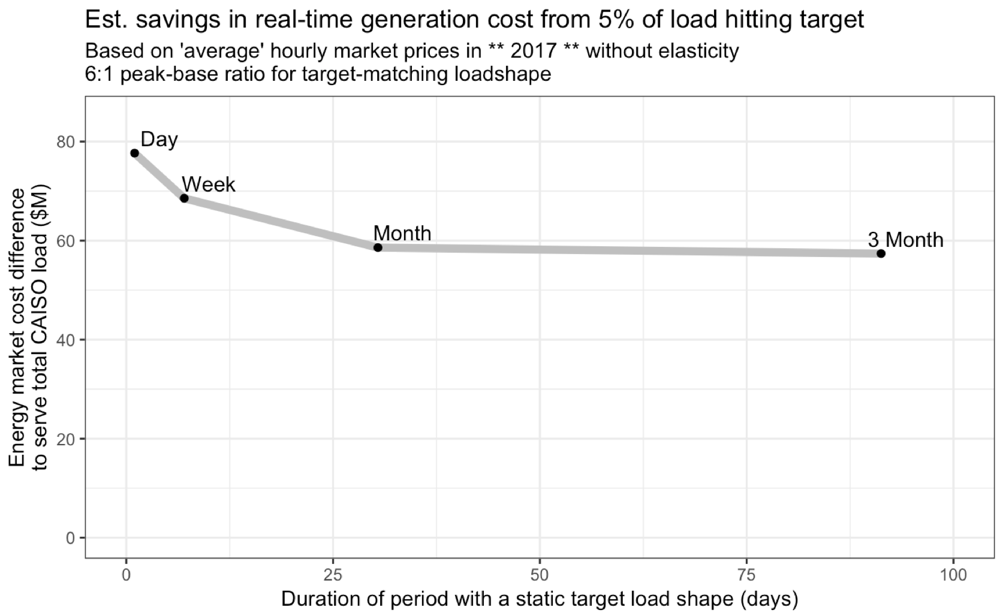 Est. savings in real-time generation cost from 5% of load hitting target
Based on 'average' hourly market prices in ** 2017 ** without elasticity
6:1 peak-base ratio for target-matching loadshape
Energy market cost difference
to serve total CAISO load ($M)
80
60
40
20
0
Day
Week
Month
3 Month
0
25
50
75
100
Duration of period with a static target load shape (days)